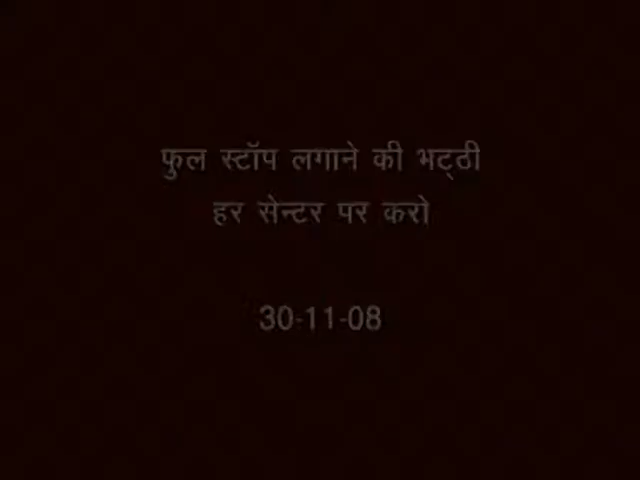 फुल स्टॉप लगाने की भट्ठी
हर सेन्टर पर करो
30-11-08